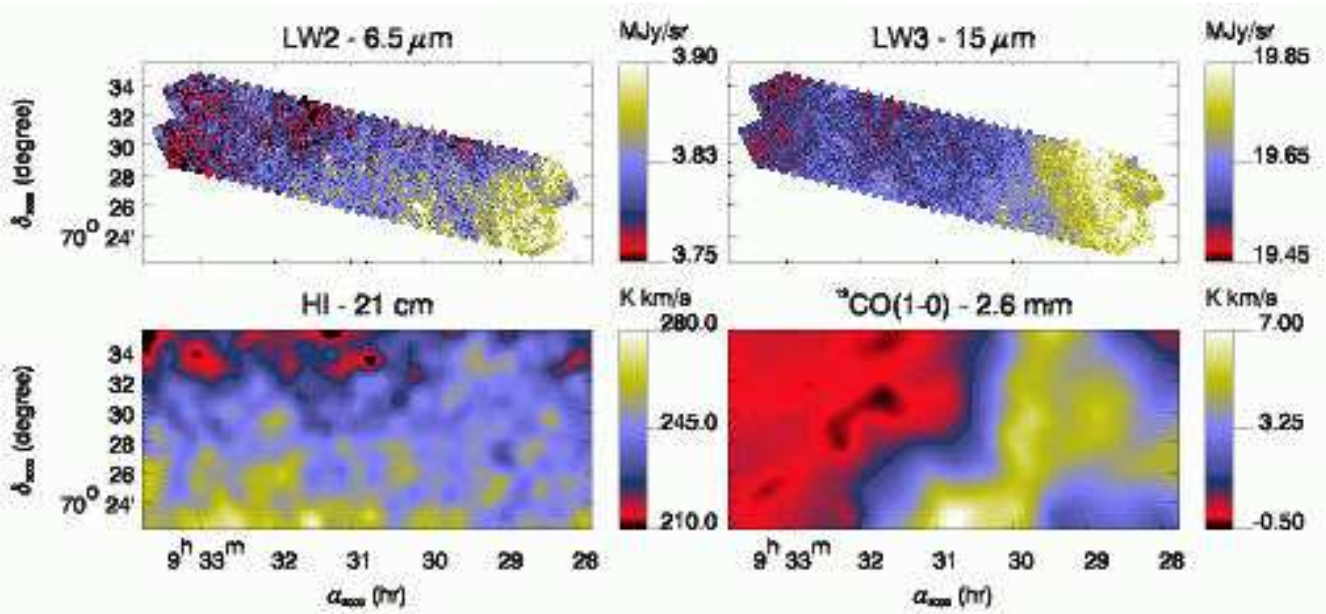 LW2 - 6.5 μm
MJy/sr
LW3 - 15 μm
MJy/sr
δ (degree)
34
32
30
28
26
70° 24'
3.90
3.83
3.75
19.85
19.65
19.45
HI - 21 cm
K km/s
CO(1-0) - 2.6 mm
K km/s
δ (degree)
34
32
30
28
26
70° 24'
280.0
245.0
210.0
7.00
3.25
-0.50
9h 33m 32 31 30 29 28
9h 33m 32 31 30 29 28
α (hr)
α (hr)